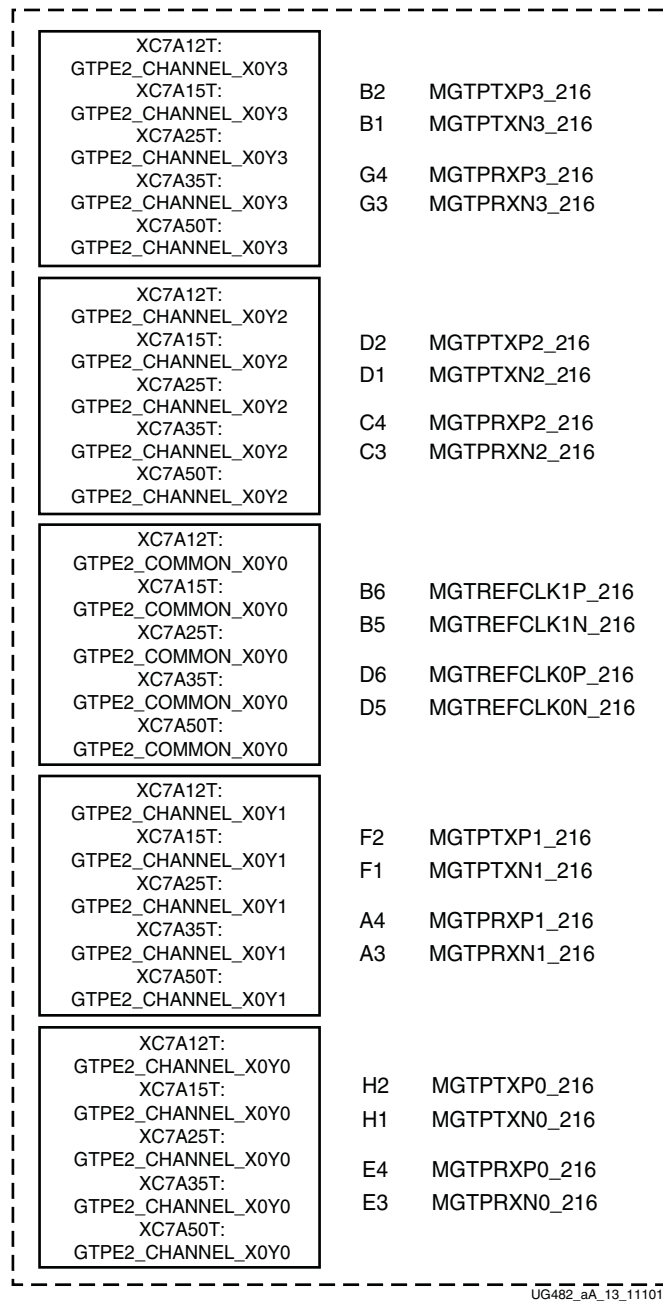 XC7A12T:
GTPE2_CHANNEL_X0Y3
XC7A15T:
GTPE2_CHANNEL_X0Y3
XC7A25T:
GTPE2_CHANNEL_X0Y3
XC7A35T:
GTPE2_CHANNEL_X0Y3
XC7A50T:
GTPE2_CHANNEL_X0Y3
B2 MGTPTXP3_216
B1 MGTPTXN3_216
G4 MGTPRXP3_216
G3 MGTPRXN3_216
XC7A12T:
GTPE2_CHANNEL_X0Y2
XC7A15T:
GTPE2_CHANNEL_X0Y2
XC7A25T:
GTPE2_CHANNEL_X0Y2
XC7A35T:
GTPE2_CHANNEL_X0Y2
XC7A50T:
GTPE2_CHANNEL_X0Y2
D2 MGTPTXP2_216
D1 MGTPTXN2_216
C4 MGTPRXP2_216
C3 MGTPRXN2_216
XC7A12T:
GTPE2_COMMON_X0Y0
XC7A15T:
GTPE2_COMMON_X0Y0
XC7A25T:
GTPE2_COMMON_X0Y0
XC7A35T:
GTPE2_COMMON_X0Y0
XC7A50T:
GTPE2_COMMON_X0Y0
B6 MGTREFCLK1P_216
B5 MGTREFCLK1N_216
D6 MGTREFCLK0P_216
D5 MGTREFCLK0N_216
XC7A12T:
GTPE2_CHANNEL_X0Y1
XC7A15T:
GTPE2_CHANNEL_X0Y1
XC7A25T:
GTPE2_CHANNEL_X0Y1
XC7A35T:
GTPE2_CHANNEL_X0Y1
XC7A50T:
GTPE2_CHANNEL_X0Y1
F2 MGTPTXP1_216
F1 MGTPTXN1_216
A4 MGTPRXP1_216
A3 MGTPRXN1_216
XC7A12T:
GTPE2_CHANNEL_X0Y0
XC7A15T:
GTPE2_CHANNEL_X0Y0
XC7A25T:
GTPE2_CHANNEL_X0Y0
XC7A35T:
GTPE2_CHANNEL_X0Y0
XC7A50T:
GTPE2_CHANNEL_X0Y0
H2 MGTPTXP0_216
H1 MGTPTXN0_216
E4 MGTPRXP0_216
E3 MGTPRXN0_216
UG482_aA_13_11101